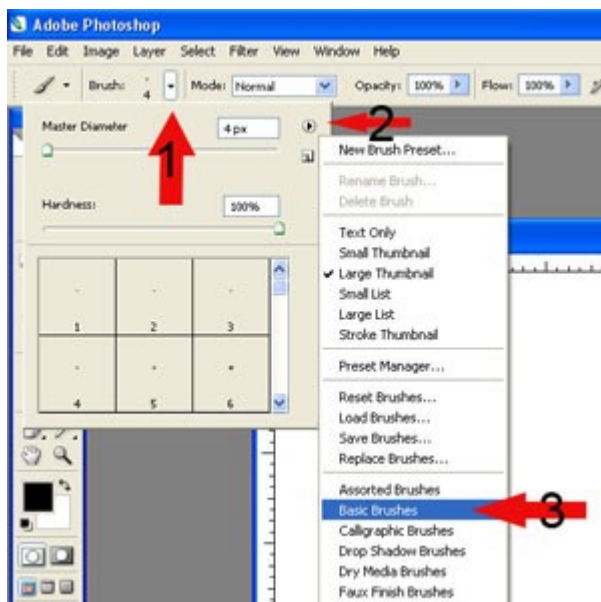 Adobe Photoshop
File Edit Image Layer Select Filter View Window Help
Brush: 4 Mode: Normal Opacity: 100% Flow: 100%
1
2
Master Diameter 4 px
Hardness: 100%
1 2 3
4 5 6
New Brush Preset...
Rename Brush...
Delete Brush
Text Only
Small Thumbnail
Large Thumbnail
Small List
Large List
Stroke Thumbnail
Preset Manager...
Reset Brushes...
Load Brushes...
Save Brushes...
Replace Brushes...
Assorted Brushes
Basic Brushes
3
Calligraphic Brushes
Drop Shadow Brushes
Dry Media Brushes
Faux Finish Brushes